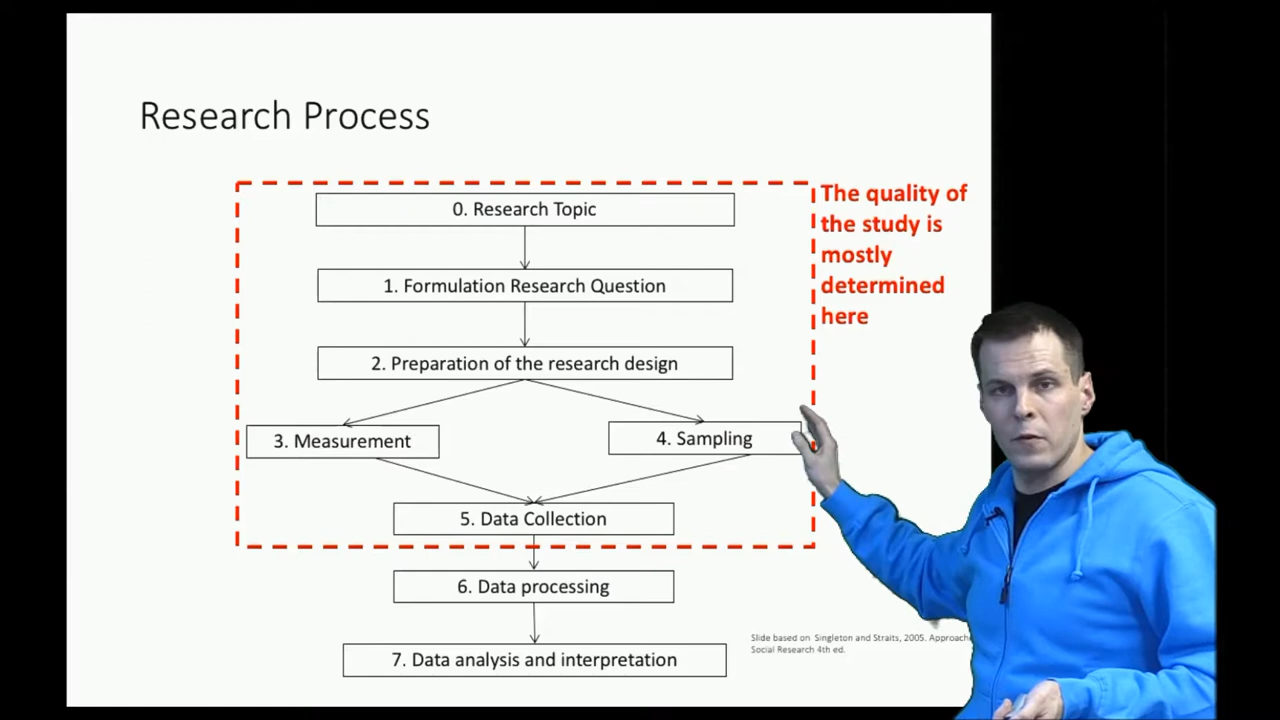 Research Process
0. Research Topic
The quality of
the study is
mostly
determined
here
1. Formulation Research Question
2. Preparation of the research design
3. Measurement
4. Sampling
5. Data Collection
6. Data processing
Slide based on Singleton and Straits, 2005.
Social Research 4th ed.
7. Data analysis and interpretation